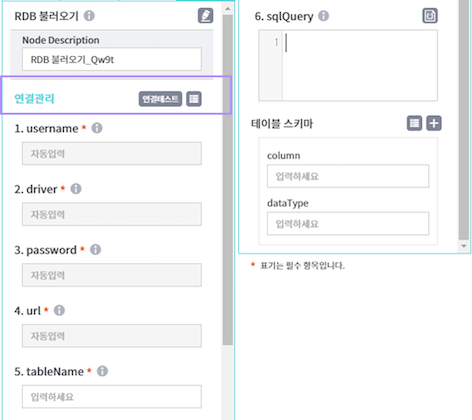 RDB 불러오기
Node Description
RDB 불러오기_Qw9t
연결관리
연결테스트
1. username *
자동입력
2. driver *
자동입력
3. password *
자동입력
4. url *
자동입력
5. tableName *
입력하세요
6. sqlQuery *
1
테이블 스키마
column
입력하세요
dataType
입력하세요
* 표기는 필수 항목입니다.